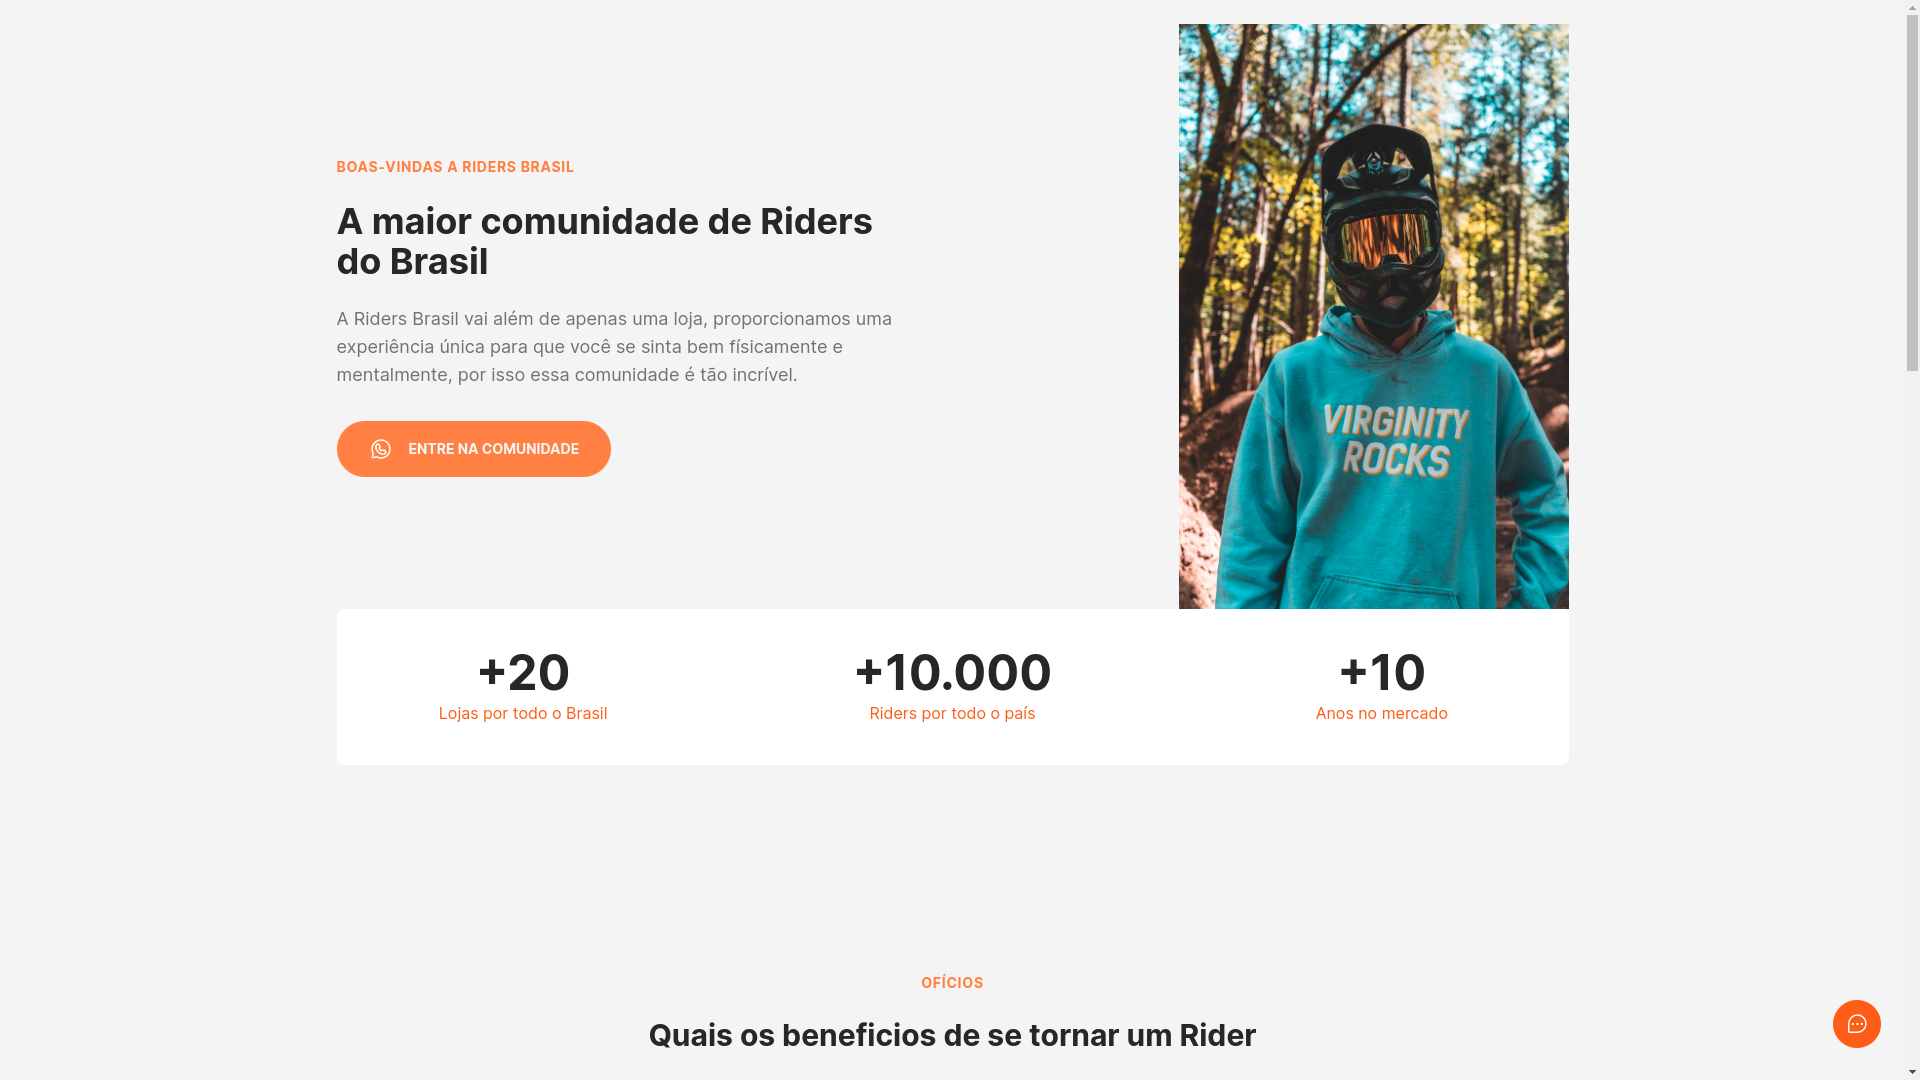 BOAS-VINDAS A RIDERS BRASIL
A maior comunidade de Riders
do Brasil
A Riders Brasil vai além de apenas uma loja, proporcionamos uma
experiência única para que você se sinta bem físicamente e
mentalmente, por isso essa comunidade é tão incrível.
ENTRE NA COMUNIDADE
VIRGINITY
ROCKS
+20
Lojas por todo o Brasil
+10.000
Riders por todo o país
+10
Anos no mercado
OFÍCIOS
Quais os beneficios de se tornar um Rider